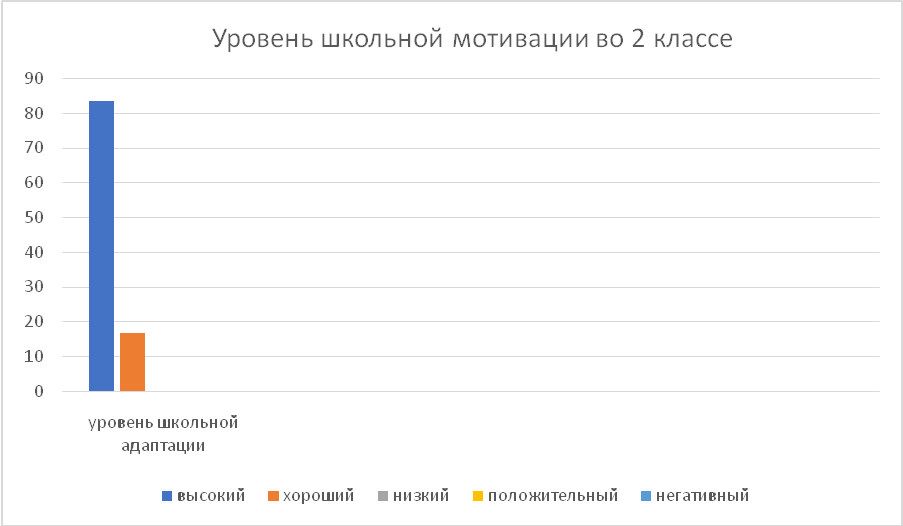 Уровень школьной мотивации во 2 классе
90
80
70
60
50
40
30
20
10
0
уровень школьной
адаптации
высокий хороший низкий положительный негативный